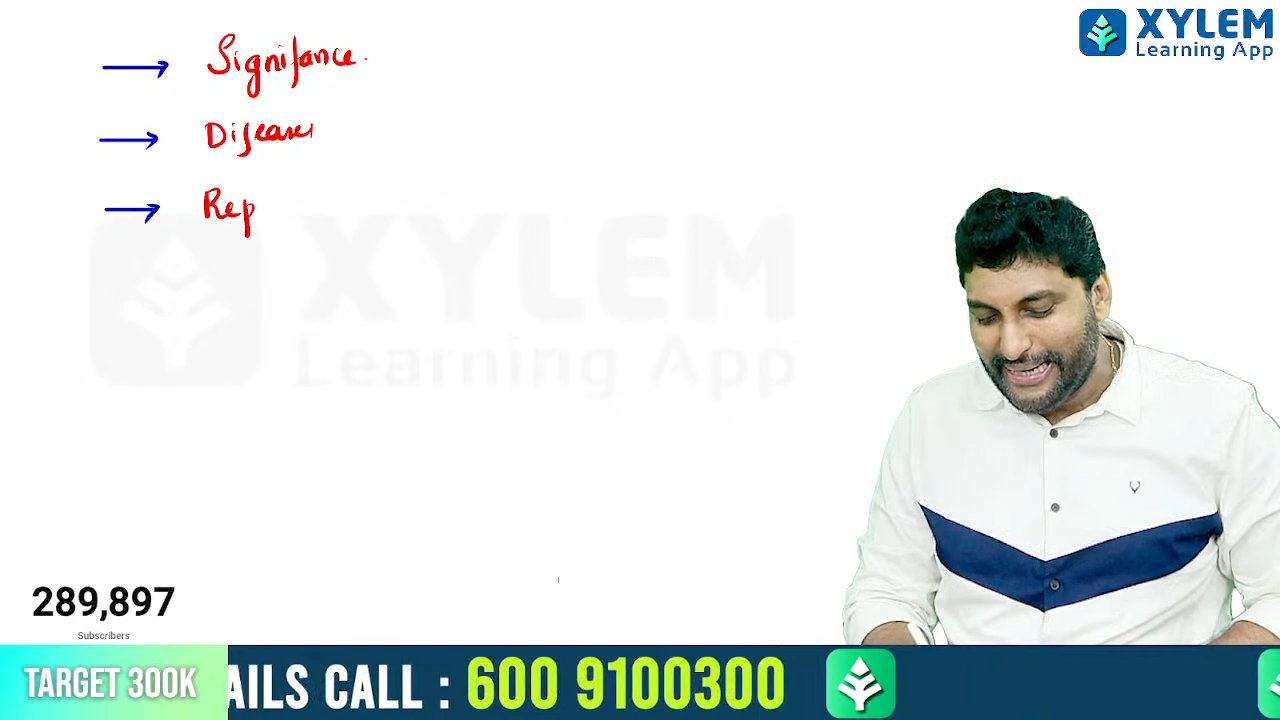 XYLEM
Learning App
Signifance.
Diseases
Rep
XYLEM
Learning App
289,897
Subscribers
TARGET 300K
AILS CALL : 600 9100300